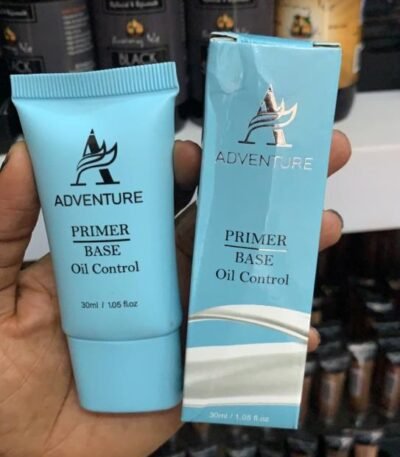 BLACK
ADVENTURE
PRIMER
BASE
Oil Control
30ml / 1.05 fl.oz
ADVENTURE
PRIMER
BASE
Oil Control
30ml / 1.05 fl.oz